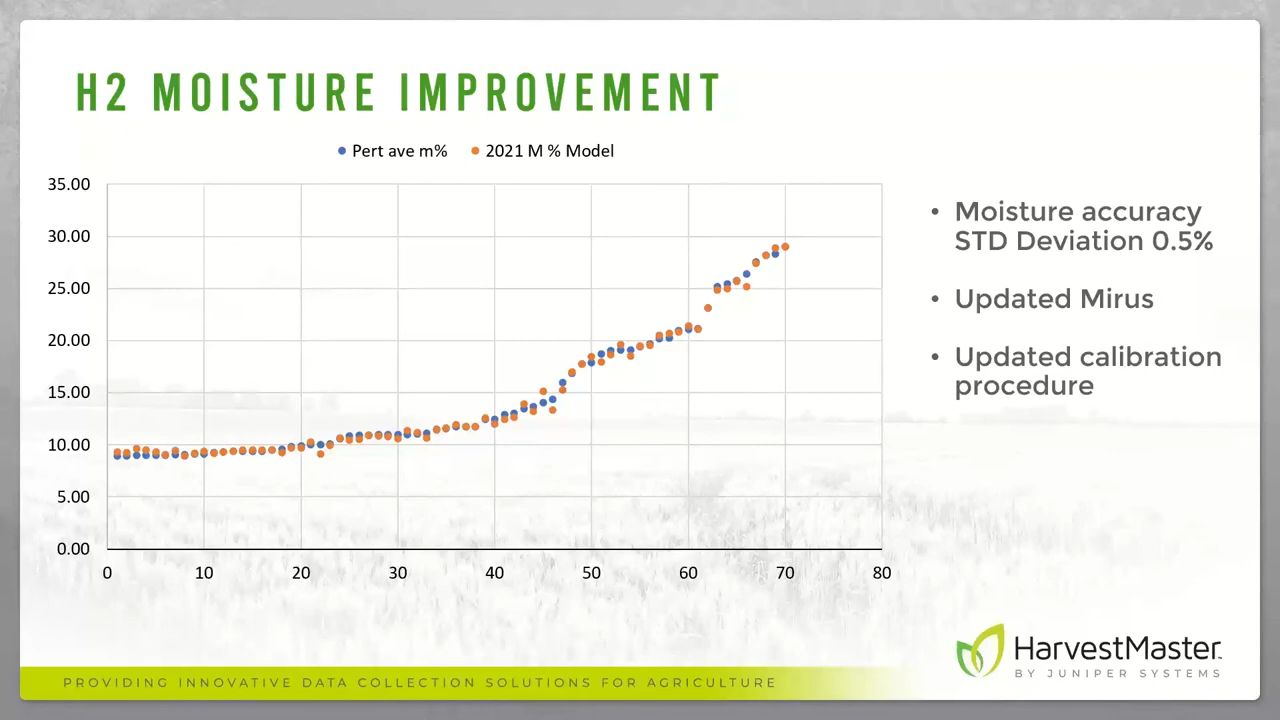 H2 MOISTURE IMPROVEMENT
Pert ave m% 2021 M % Model
35.00
30.00
25.00
20.00
15.00
10.00
5.00
0.00
0 10 20 30 40 50 60 70 80
• Moisture accuracy
STD Deviation 0.5%
• Updated Mirus
• Updated calibration
procedure
HarvestMaster™
BY JUNIPER SYSTEMS
PROVIDING INNOVATIVE DATA COLLECTION SOLUTIONS FOR AGRICULTURE